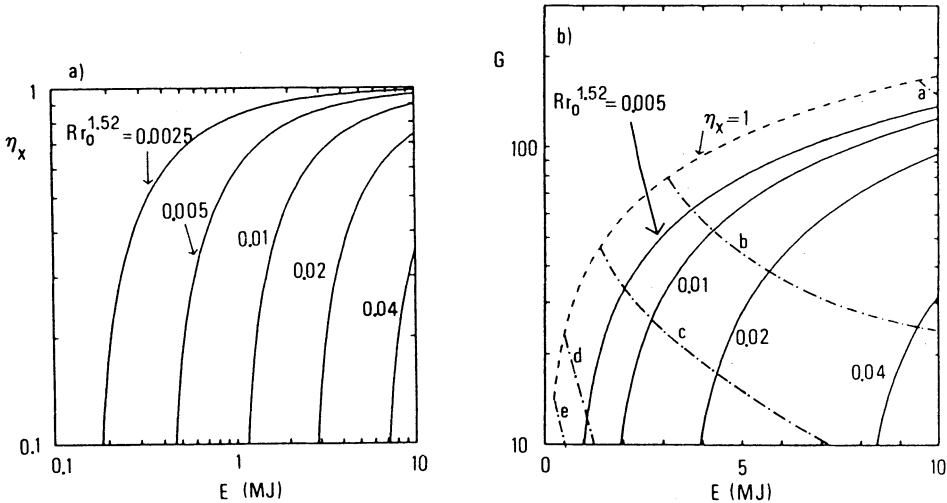 a)
1
η_x
R r_0^1.52 = 0.0025
0.005
0.01
0.02
0.04
0.1
0.1
1
10
E (MJ)
b)
G
R r_0^1.52 = 0.005
η_x = 1
a
100
b
0.01
c
0.02
d
0.04
e
10
0
5
10
E (MJ)